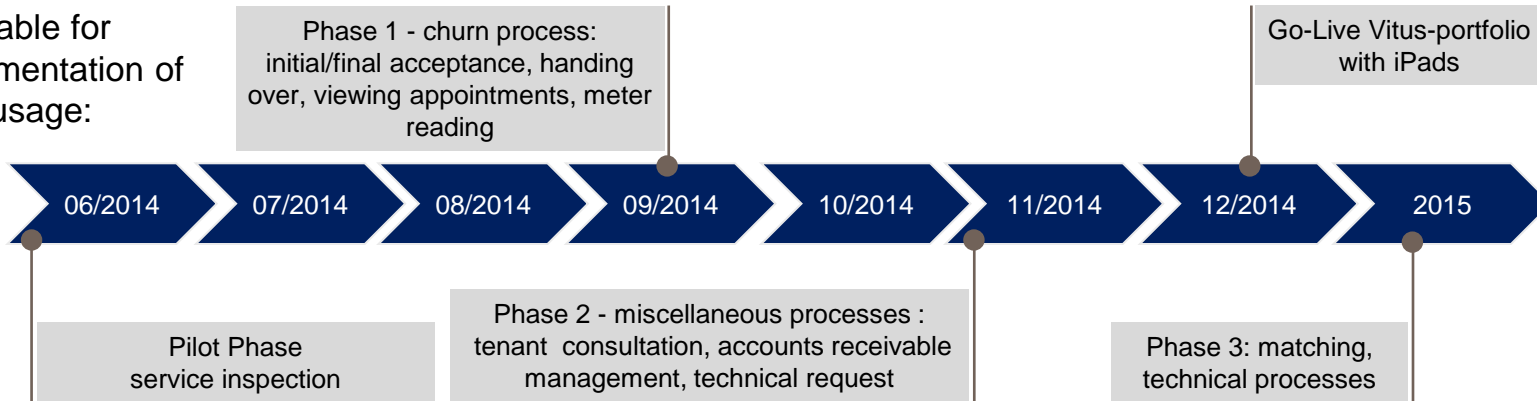 able for
mentation of
usage:
Phase 1 - churn process:
initial/final acceptance, handing
over, viewing appointments, meter
reading
Go-Live Vitus-portfolio
with iPads
06/2014
07/2014
08/2014
09/2014
10/2014
11/2014
12/2014
2015
Pilot Phase
service inspection
Phase 2 - miscellaneous processes :
tenant consultation, accounts receivable
management, technical request
Phase 3: matching,
technical processes